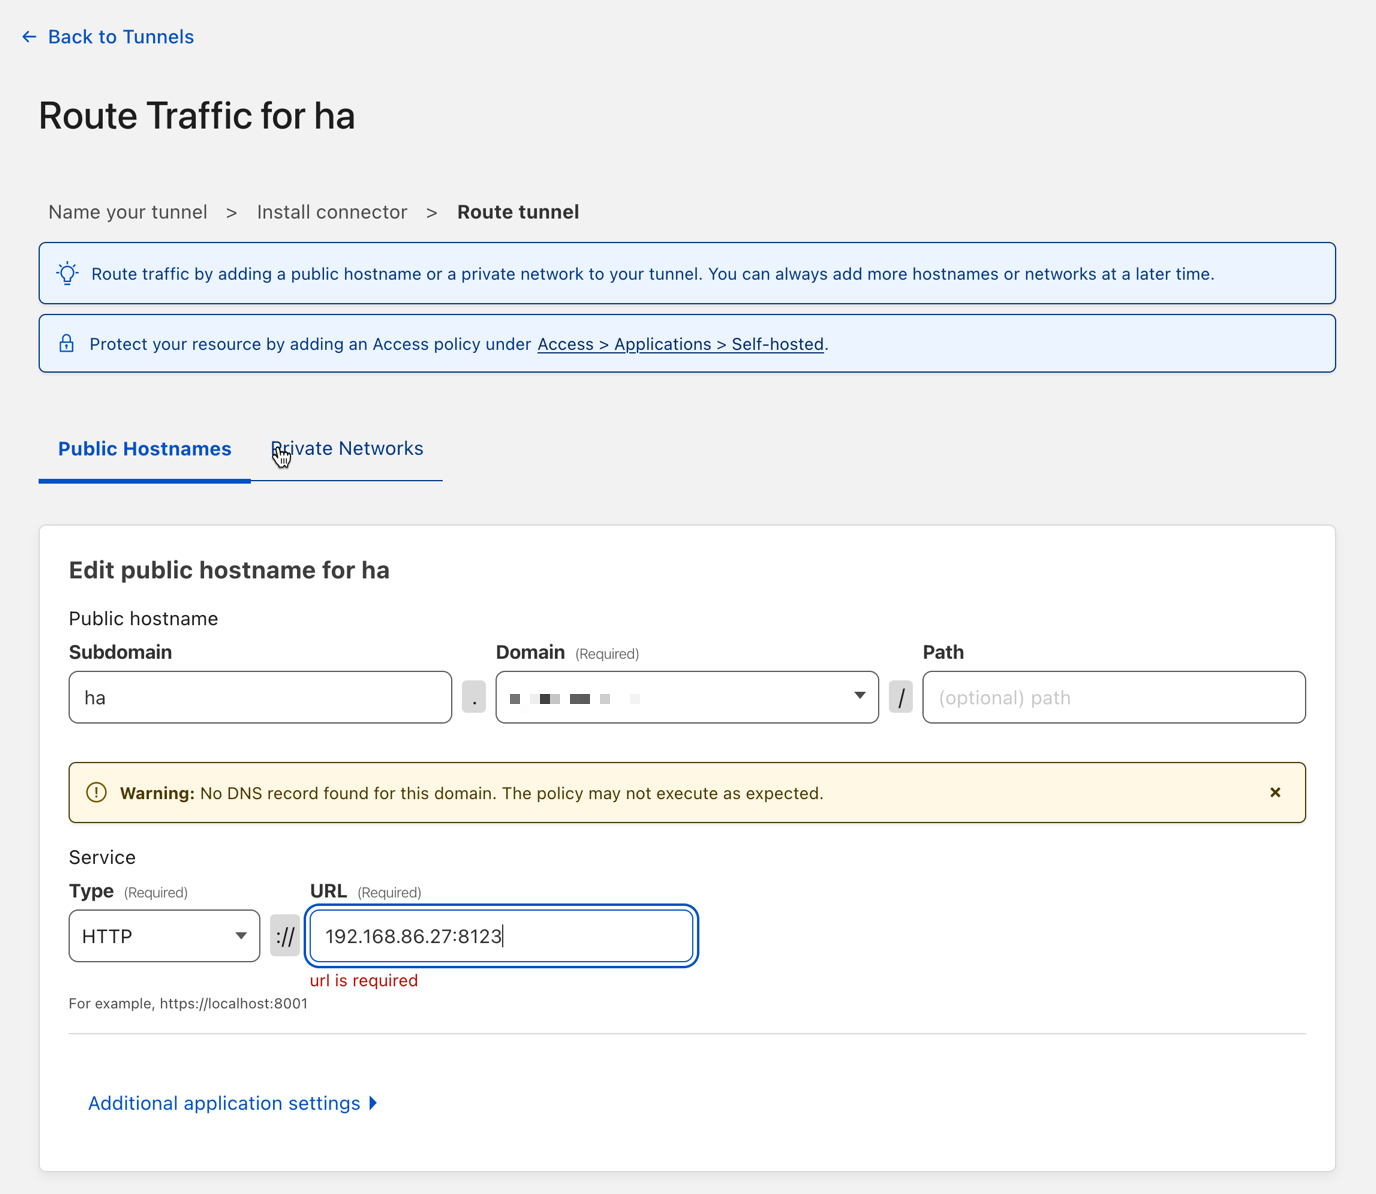 ← Back to Tunnels
Route Traffic for ha
Name your tunnel > Install connector > Route tunnel
Route traffic by adding a public hostname or a private network to your tunnel. You can always add more hostnames or networks at a later time.
Protect your resource by adding an Access policy under Access > Applications > Self-hosted.
Public Hostnames Private Networks
Edit public hostname for ha
Public hostname
Subdomain Domain (Required) Path
ha . / (optional) path
Warning: No DNS record found for this domain. The policy may not execute as expected. ×
Service
Type (Required) URL (Required)
HTTP :// 192.168.86.27:8123
url is required
For example, https://localhost:8001
Additional application settings